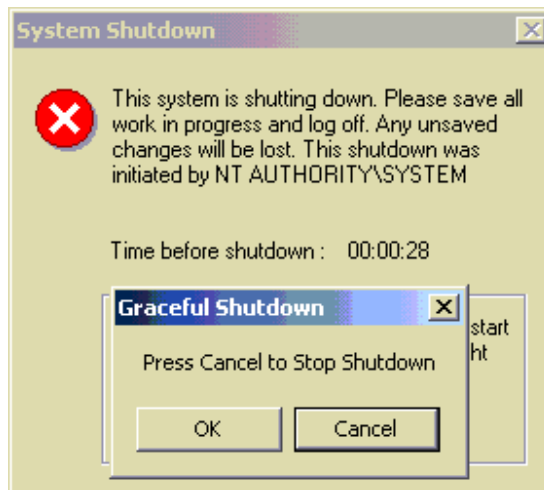 System Shutdown
This system is shutting down. Please save all
work in progress and log off. Any unsaved
changes will be lost. This shutdown was
initiated by NT AUTHORITY\SYSTEM
Time before shutdown : 00:00:28
Graceful Shutdown
start
ht
Press Cancel to Stop Shutdown
OK Cancel